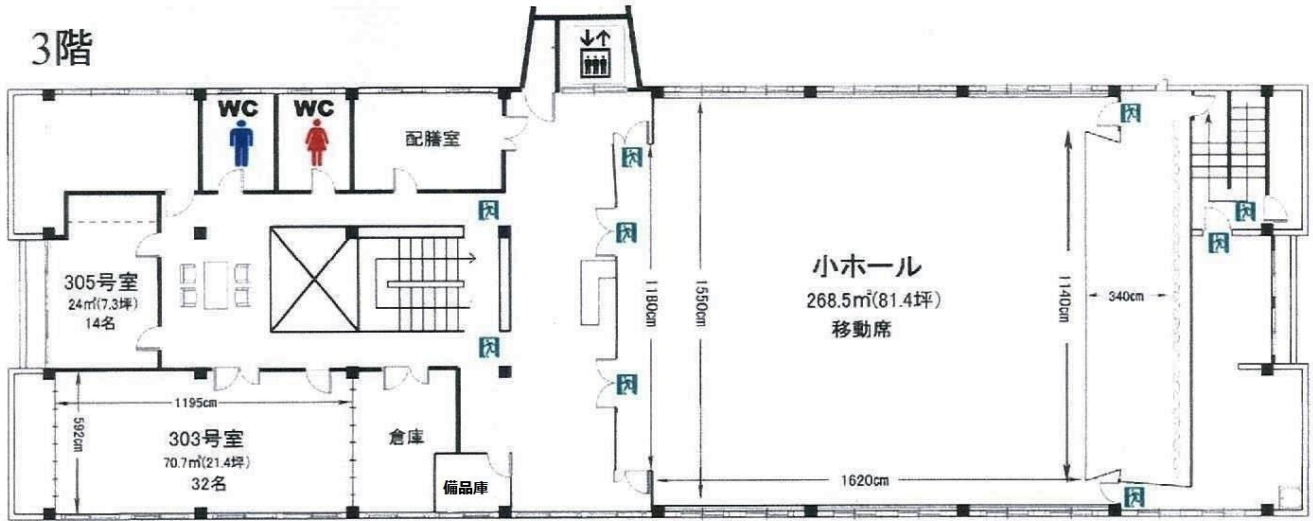 3階
WC
WC
配膳室
305号室
24㎡(7.3坪)
14名
小ホール
268.5㎡(81.4坪)
移動席
1180cm
1550cm
1140cm
340cm
1195cm
592cm
303号室
70.7㎡(21.4坪)
32名
倉庫
備品庫
1620cm